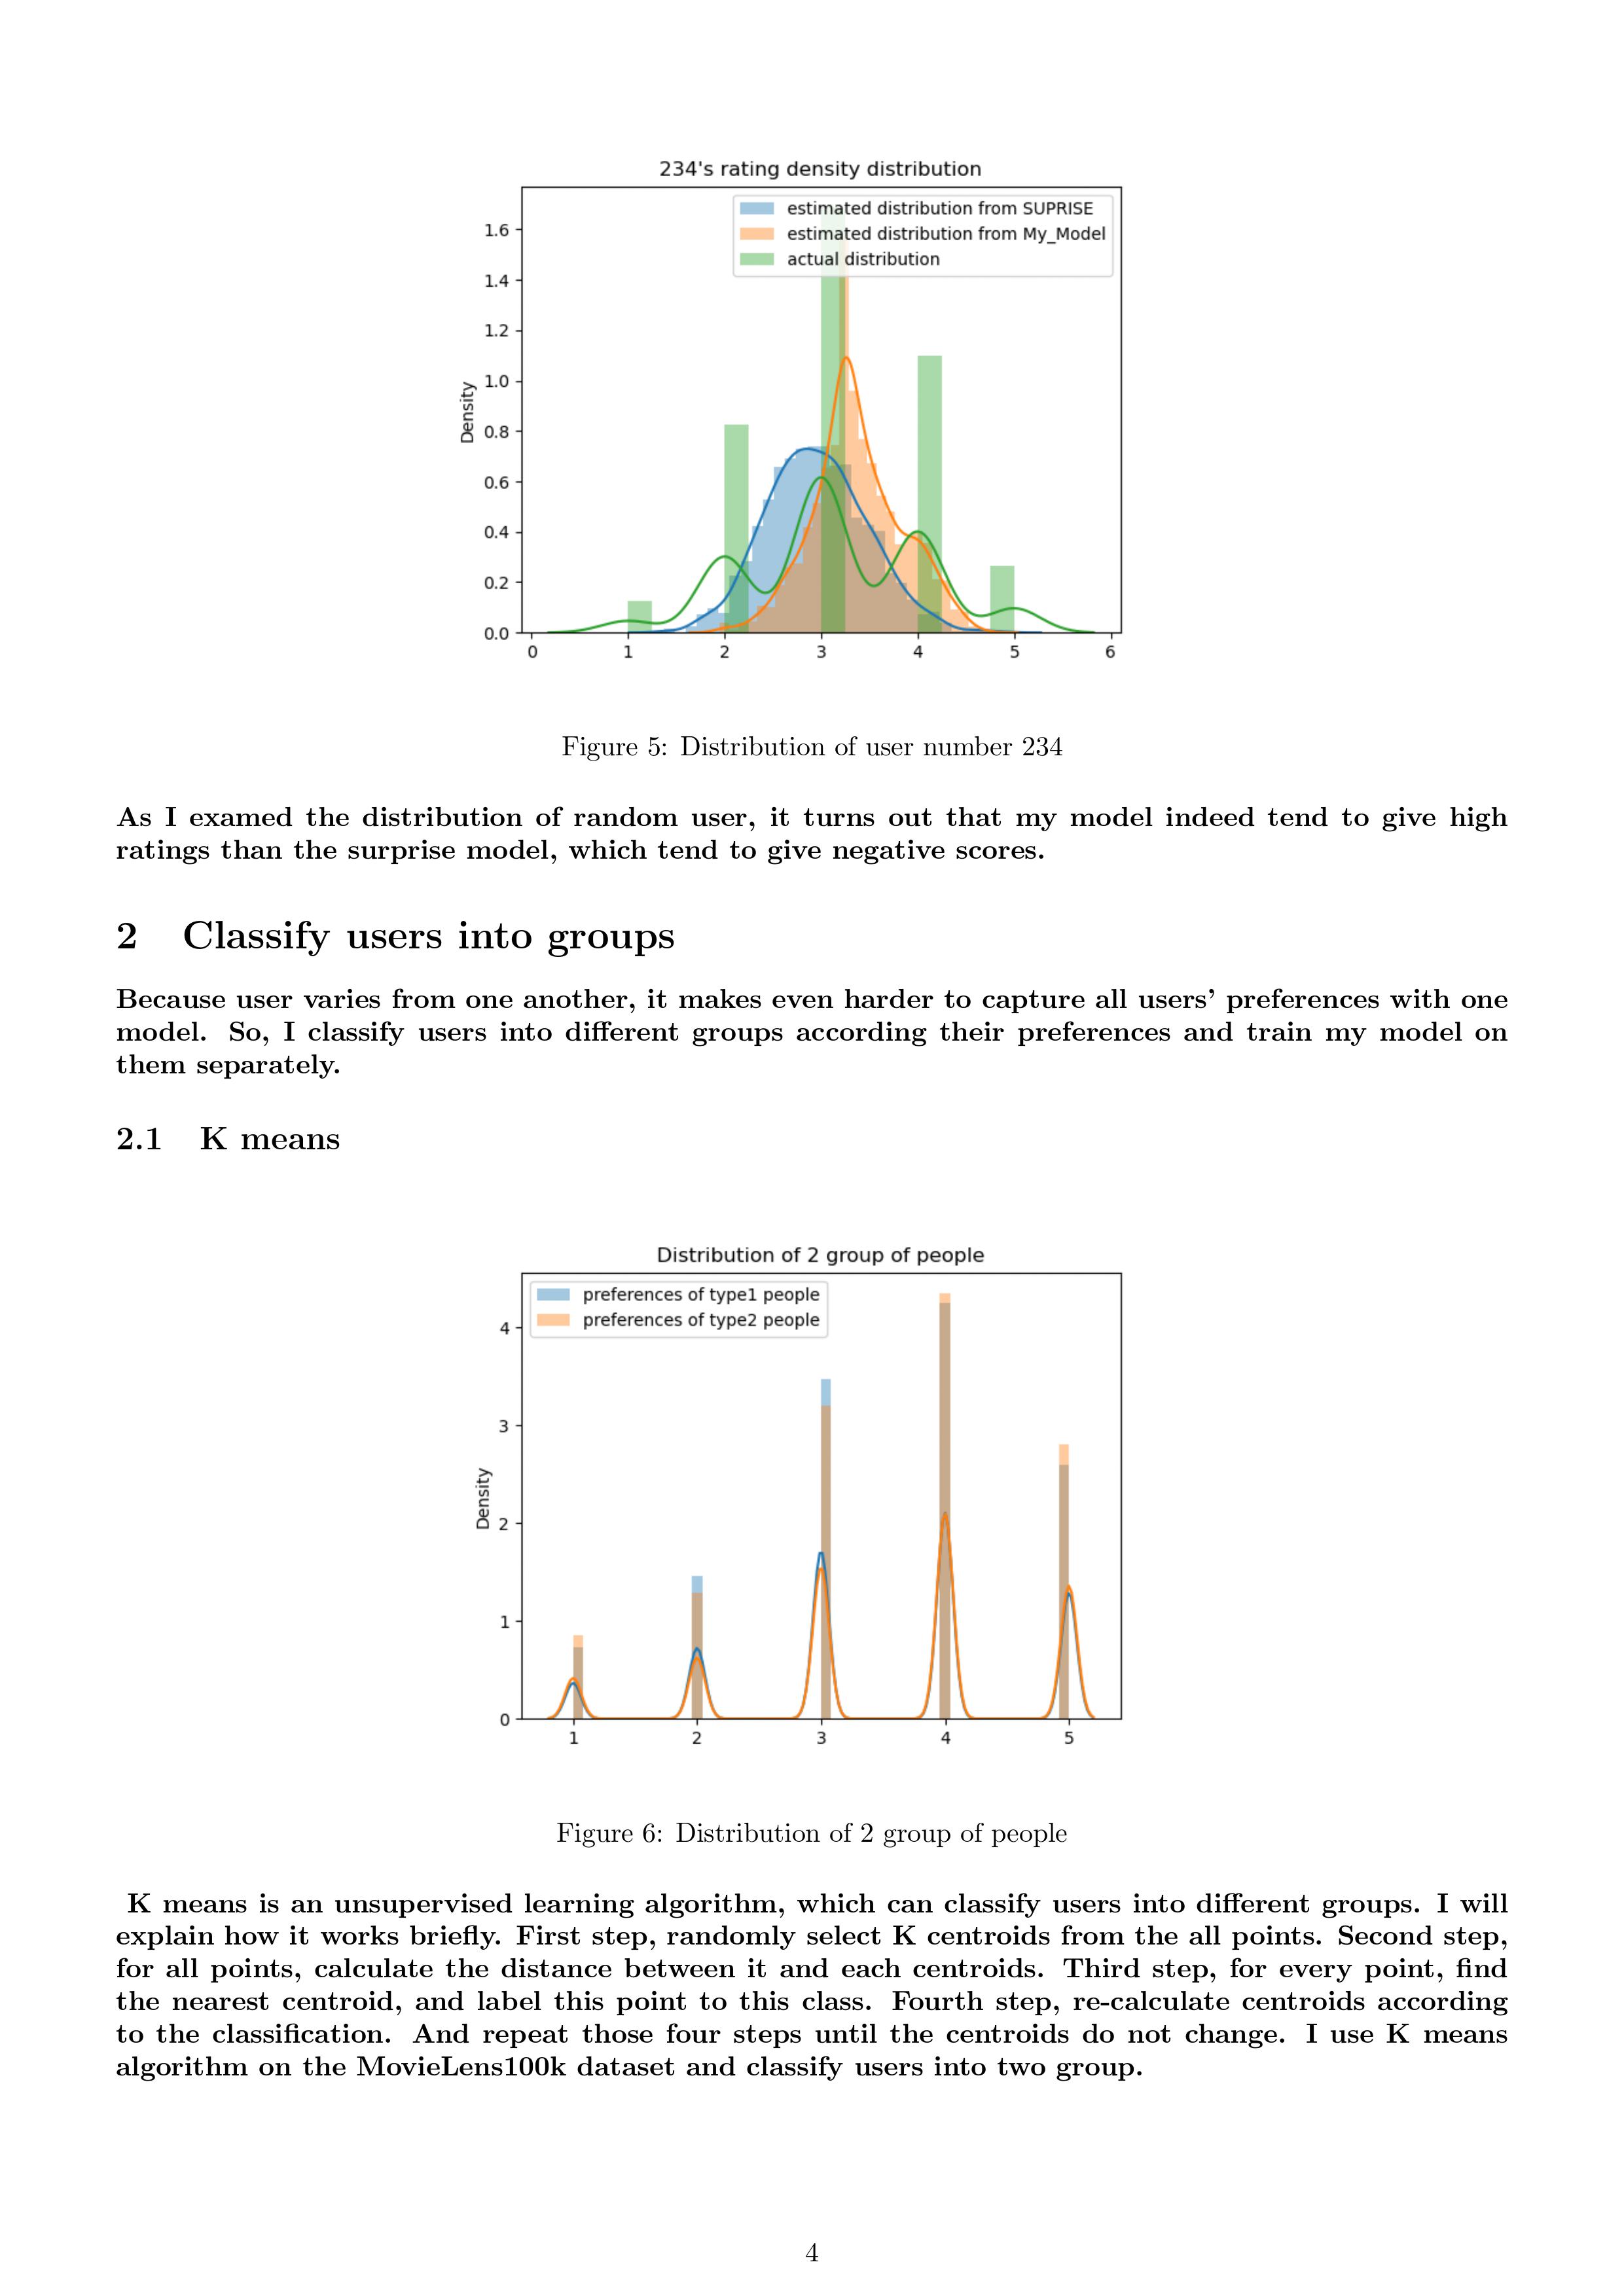 234's rating density distribution
estimated distribution from SUPRISE
estimated distribution from My_Model
actual distribution
Density
1.6
1.4
1.2
1.0
0.8
0.6
0.4
0.2
0.0
0 1 2 3 4 5 6
Figure 5: Distribution of user number 234
As I examed the distribution of random user, it turns out that my model indeed tend to give high
ratings than the surprise model, which tend to give negative scores.
2 Classify users into groups
Because user varies from one another, it makes even harder to capture all users' preferences with one
model. So, I classify users into different groups according their preferences and train my model on
them separately.
2.1 K means
Distribution of 2 group of people
preferences of type1 people
preferences of type2 people
Density
4
3
2
1
0
1 2 3 4 5
Figure 6: Distribution of 2 group of people
K means is an unsupervised learning algorithm, which can classify users into different groups. I will
explain how it works briefly. First step, randomly select K centroids from the all points. Second step,
for all points, calculate the distance between it and each centroids. Third step, for every point, find
the nearest centroid, and label this point to this class. Fourth step, re-calculate centroids according
to the classification. And repeat those four steps until the centroids do not change. I use K means
algorithm on the MovieLens100k dataset and classify users into two group.
4